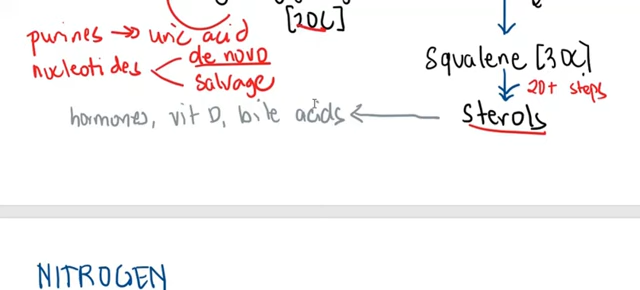 [20C]
purines → uric acid
nucleotides < de novo
salvage
Squalene [30C]
20+ steps
hormones, vit D, bile acids ← sterols
NITROGEN